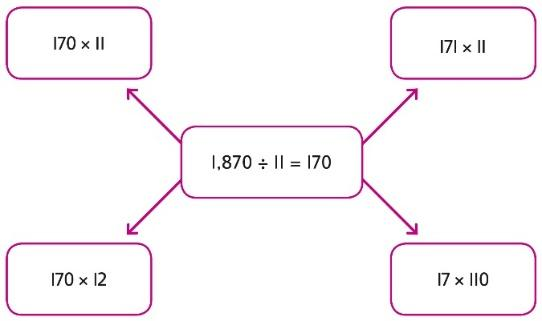 170 × 11
171 × 11
1,870 ÷ 11 = 170
170 × 12
17 × 110